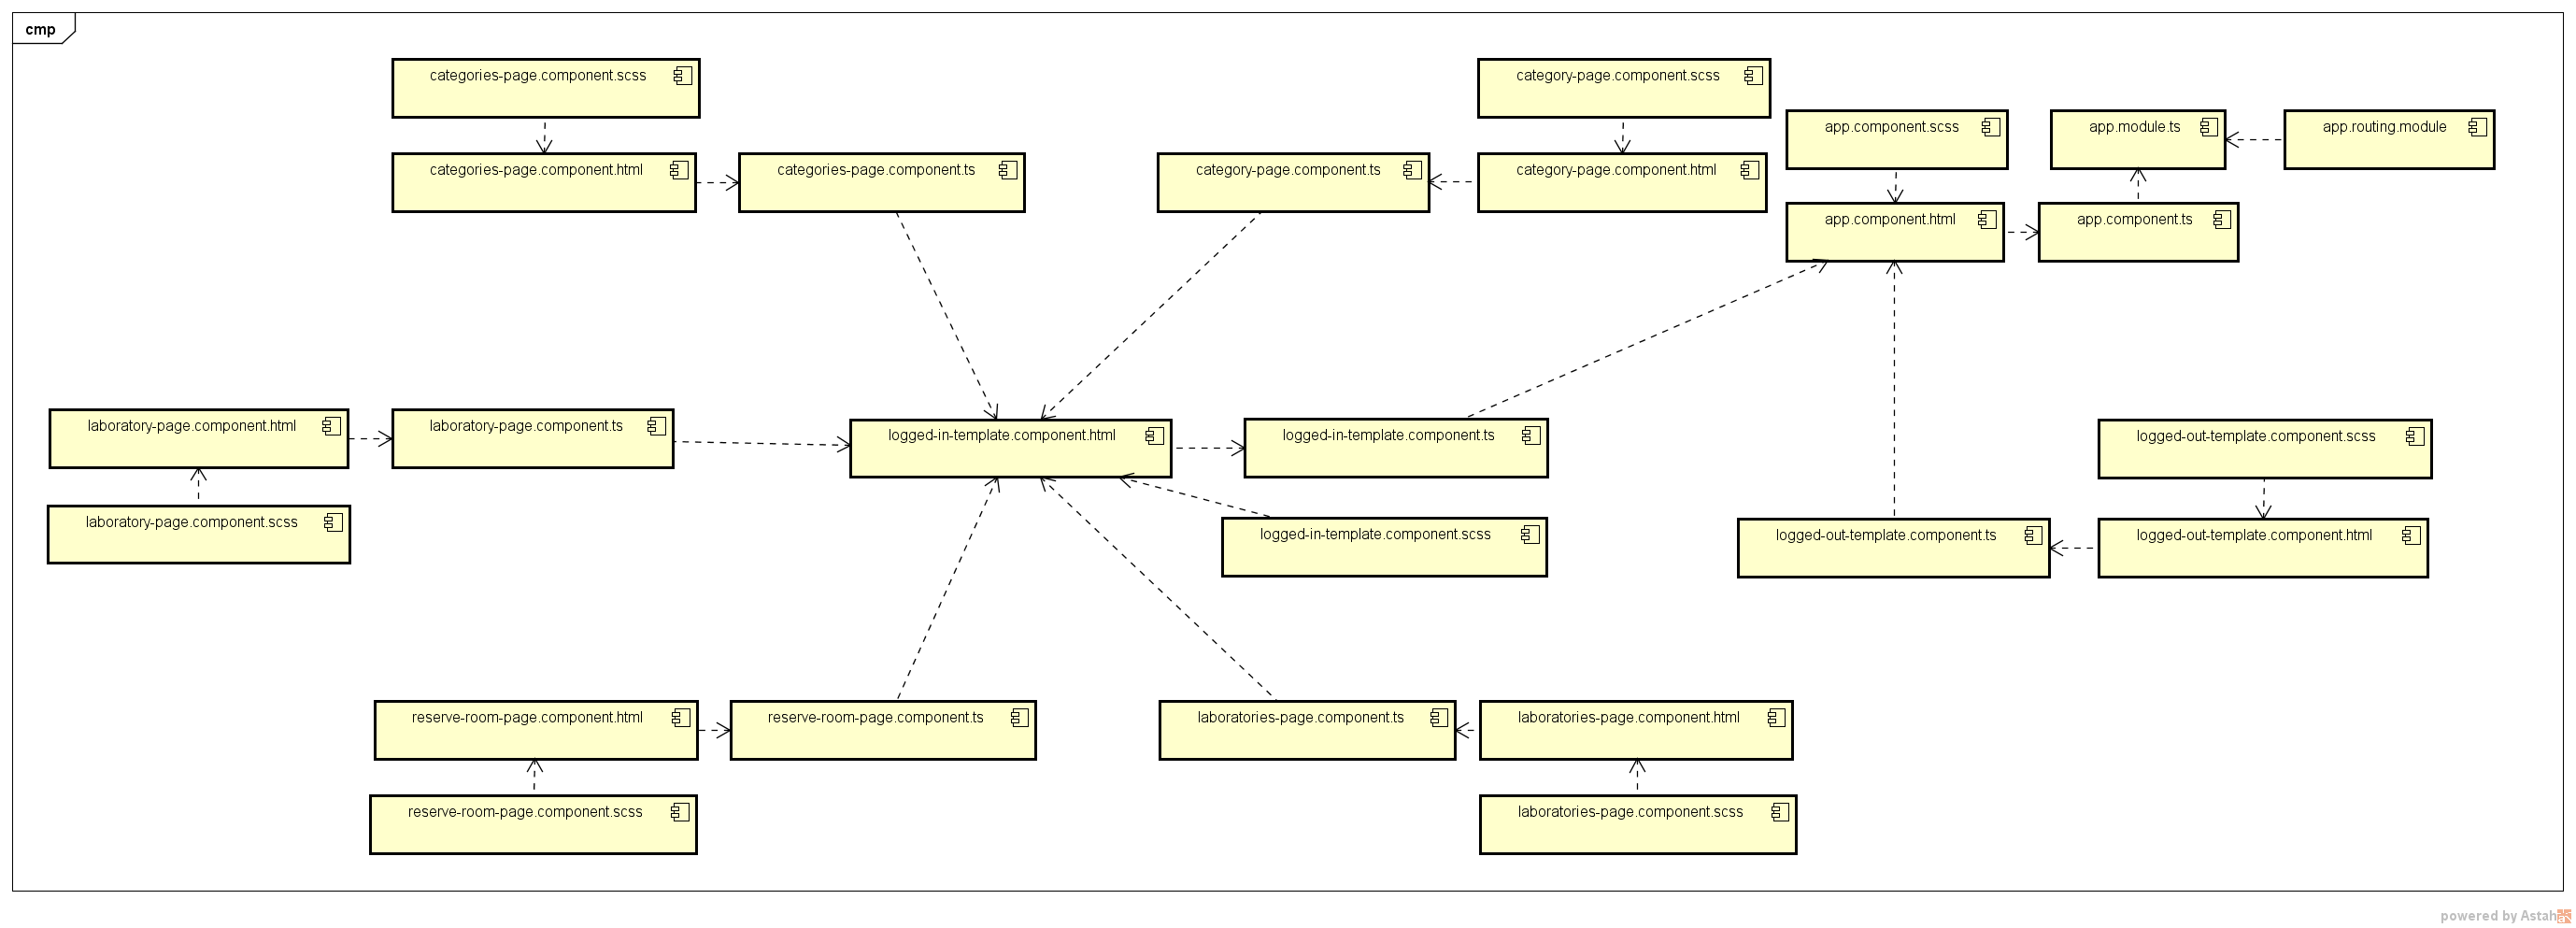 cmp
categories-page.component.scss
category-page.component.scss
app.component.scss
app.module.ts
app.routing.module
categories-page.component.html
categories-page.component.ts
category-page.component.ts
category-page.component.html
app.component.html
app.component.ts
laboratory-page.component.html
laboratory-page.component.ts
logged-in-template.component.html
logged-in-template.component.ts
logged-out-template.component.scss
laboratory-page.component.scss
logged-in-template.component.scss
logged-out-template.component.ts
logged-out-template.component.html
reserve-room-page.component.html
reserve-room-page.component.ts
laboratories-page.component.ts
laboratories-page.component.html
reserve-room-page.component.scss
laboratories-page.component.scss
powered by Astah